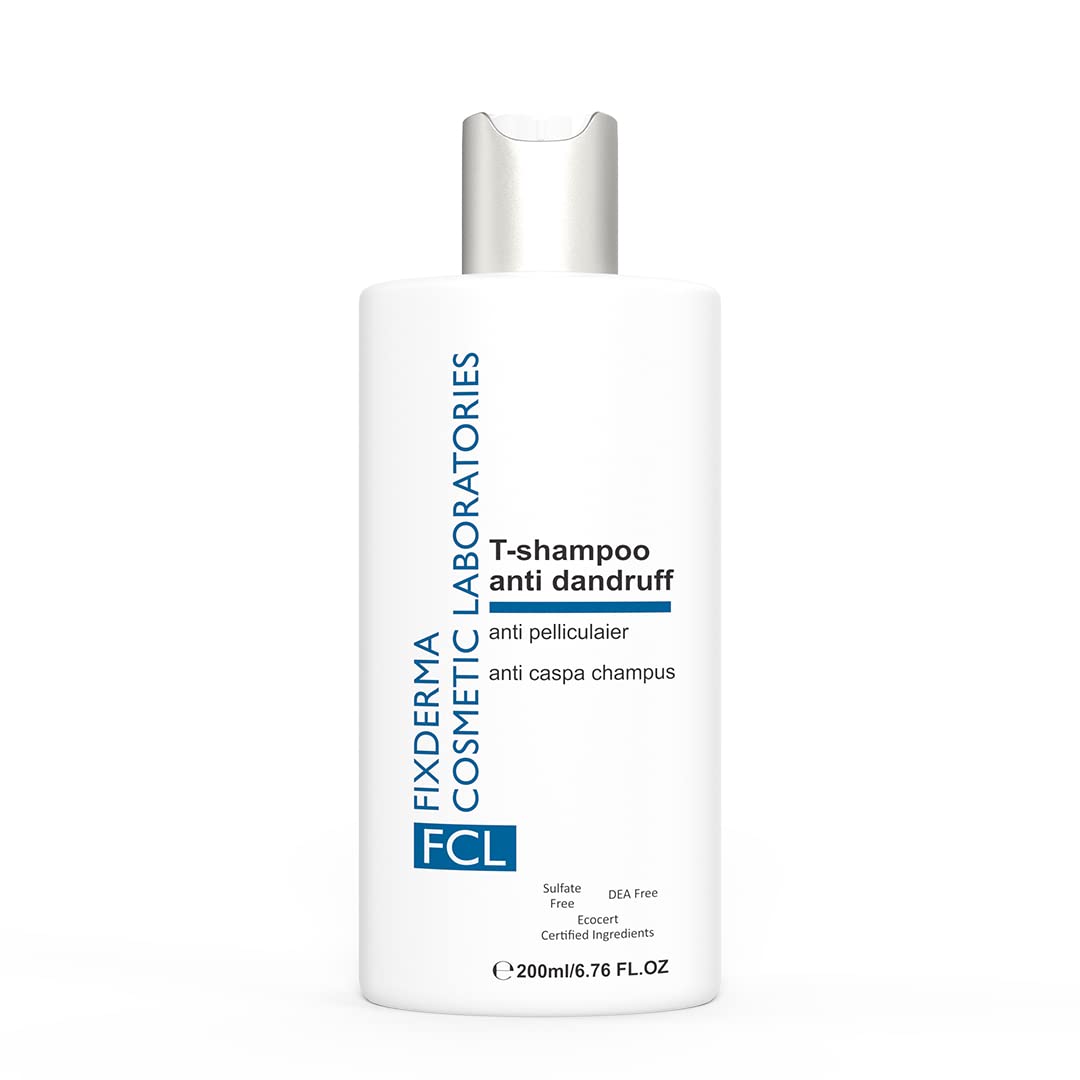 FIXDERMA
COSMETIC LABORATORIES
FCL
T-shampoo
anti dandruff
anti pelliculaier
anti caspa champus
Sulfate
Free
DEA Free
Ecocert
Certified Ingredients
℮200ml/6.76 FL.OZ